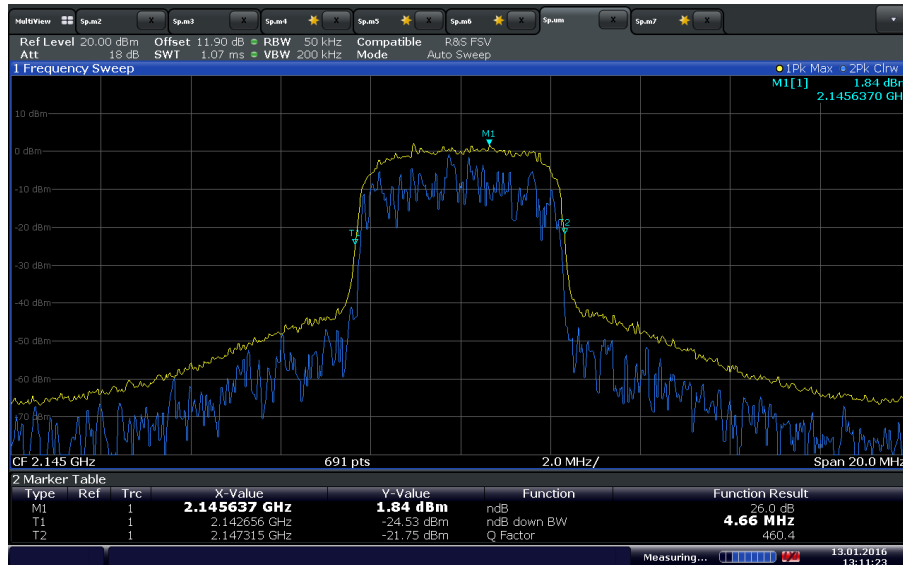 MultiView Sp.m2 x Sp.m3 x Sp.m4 x Sp.m5 x Sp.m6 x Sp.um x Sp.m7 x
Ref Level 20.00 dBm Offset 11.90 dB RBW 50 kHz Compatible R&S FSV
Att 18 dB SWT 1.07 ms VBW 200 kHz Mode Auto Sweep
1 Frequency Sweep 1Pk Max 2Pk Clrw
M1[1] 1.84 dBm
2.1456370 GH
10 dBm
M1
0 dBm
-10 dBm
-20 dBm
T1 T2
-30 dBm
-40 dBm
-50 dBm
-60 dBm
-70 dBm
CF 2.145 GHz 691 pts 2.0 MHz/ Span 20.0 MHz
2 Marker Table
Type Ref Trc X-Value Y-Value Function Function Result
M1 1 2.145637 GHz 1.84 dBm ndB 26.0 dB
T1 1 2.142656 GHz -24.53 dBm ndB down BW 4.66 MHz
T2 1 2.147315 GHz -21.75 dBm Q Factor 460.4
Measuring... 13.01.2016
13:11:23